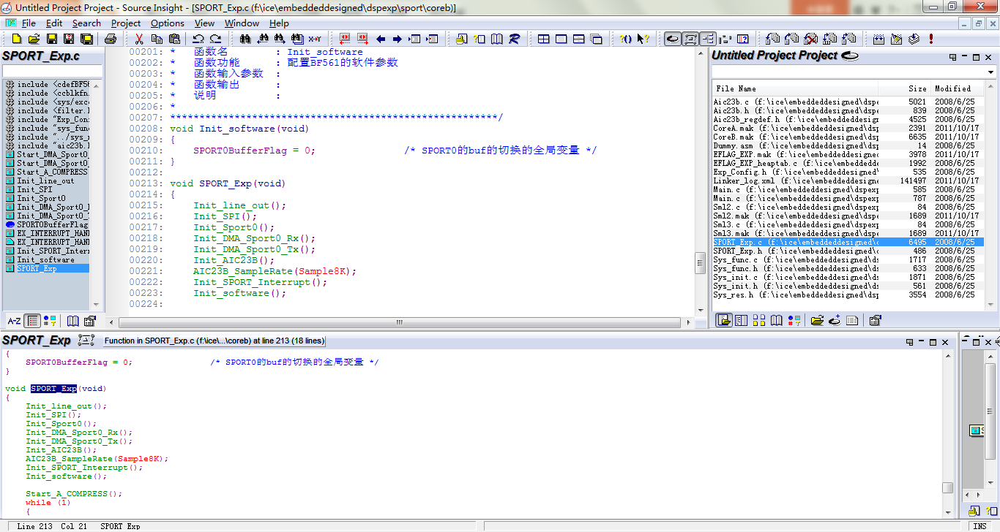 Untitled Project Project - Source Insight - [SPORT_Exp.c (f:\ice\embeddeddesigned\dspexp\sport\coreb)]
File Edit Search Project Options View Window Help
SPORT_Exp.c
include <cdefBF56
include <ccblkfn.
include <sys/exce
include <filter.h
include "Exp_Con:
include "sys_func
include "../sys_r
include "aic23b.h
Start_DMA_Sport0_
Start_DMA_Sport0_
Start_A_COMPRESS
Init_line_out
Init_SPI
Init_Sport0
Init_DMA_Sport0_R
Init_DMA_Sport0_T
SPORT0BufferFlag
EX_INTERRUPT_HANI
EX_INTERRUPT_HANI
Init_SPORT_Interr
Init_software
SPORT_Exp
A-Z
00201: * 函数名 : Init_software
00202: * 函数功能 : 配置BF561的软件参数
00203: * 函数输入参数 :
00204: * 函数输出 :
00205: * 说明 :
00206: *
00207: ********************************************************/
00208: void Init_software(void)
00209: {
00210: SPORT0BufferFlag = 0; /* SPORT0的buf的切换的全局变量 */
00211: }
00212:
00213: void SPORT_Exp(void)
00214: {
00215: Init_line_out();
00216: Init_SPI();
00217: Init_Sport0();
00218: Init_DMA_Sport0_Rx();
00219: Init_DMA_Sport0_Tx();
00220: Init_AIC23B();
00221: AIC23B_SampleRate(Sample8K);
00222: Init_SPORT_Interrupt();
00223: Init_software();
00224:
Untitled Project Project
File Name Size Modified
Aic23b.c (f:\ice\embeddeddesigned\dspe 5021 2008/6/25
Aic23b.h (f:\ice\embeddeddesigned\dspe 839 2008/6/25
Aic23b_regdef.h (f:\ice\embeddeddesign 4525 2008/6/25
CoreA.mak (f:\ice\embeddeddesigned\dsp 2391 2011/10/17
CoreB.mak (f:\ice\embeddeddesigned\dsp 6635 2011/10/17
Dummy.asm (f:\ice\embeddeddesigned\dsp 14 2008/6/25
EFLAG_EXP.mak (f:\ice\embeddeddesigned 3978 2011/10/17
EFLAG_EXP_heaptab.c (f:\ice\embeddedde 1992 2008/6/25
Exp_Config.h (f:\ice\embeddeddesigned\ 535 2008/6/25
Linker_log.xml (f:\ice\embeddeddesigne 141497 2011/10/17
Main.c (f:\ice\embeddeddesigned\dspexp 585 2008/6/25
Main.c (f:\ice\embeddeddesigned\dspexp 787 2008/6/25
Sml2.c (f:\ice\embeddeddesigned\dspexp 84 2008/6/25
Sml2.mak (f:\ice\embeddeddesigned\dspe 1689 2011/10/17
Sml3.c (f:\ice\embeddeddesigned\dspexp 84 2008/6/25
Sml3.mak (f:\ice\embeddeddesigned\dspe 1689 2011/10/17
SPORT_Exp.c (f:\ice\embeddeddesigned\d 6495 2008/6/25
SPORT_Exp.h (f:\ice\embeddeddesigned\d 486 2008/6/25
Sys_func.c (f:\ice\embeddeddesigned\ds 1717 2008/6/25
Sys_func.h (f:\ice\embeddeddesigned\ds 633 2008/6/25
Sys_init.c (f:\ice\embeddeddesigned\ds 1871 2008/6/25
Sys_init.h (f:\ice\embeddeddesigned\ds 561 2008/6/25
Sys_res.h (f:\ice\embeddeddesigned\dsp 3554 2008/6/25
SPORT_Exp Function in SPORT_Exp.c (f:\ice\...\coreb) at line 213 (18 lines)
{
SPORT0BufferFlag = 0; /* SPORT0的buf的切换的全局变量 */
}
void SPORT_Exp(void)
{
Init_line_out();
Init_SPI();
Init_Sport0();
Init_DMA_Sport0_Rx();
Init_DMA_Sport0_Tx();
Init_AIC23B();
AIC23B_SampleRate(Sample8K);
Init_SPORT_Interrupt();
Init_software();
Start_A_COMPRESS();
while (1)
{
Line 213 Col 21 SPORT_Exp
INS